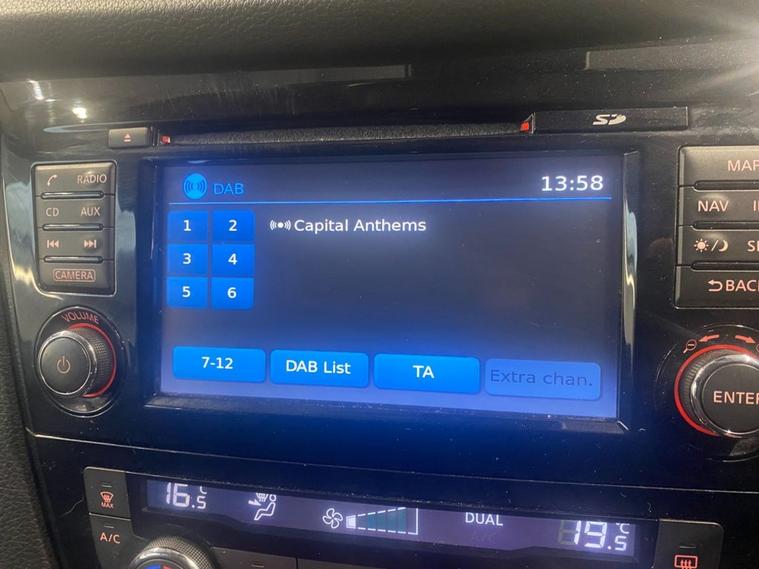 SD
RADIO
CD AUX
CAMERA
VOLUME
DAB 13:58
1 2 Capital Anthems
3 4
5 6
7-12 DAB List TA Extra chan.
MAP
NAV
BACK
ENTER
MAX
A/C
16.5°C
DUAL
A/C
19.5°C